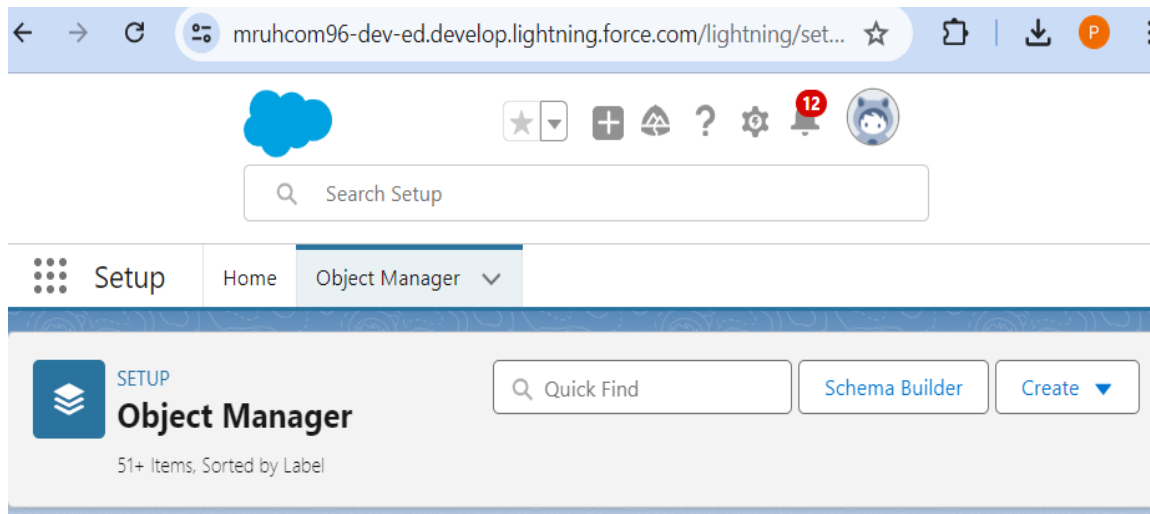 mruhcom96-dev-ed.develop.lightning.force.com/lightning/set...
P
12
Search Setup
Setup Home Object Manager
SETUP
Object Manager
51+ Items, Sorted by Label
Quick Find Schema Builder Create